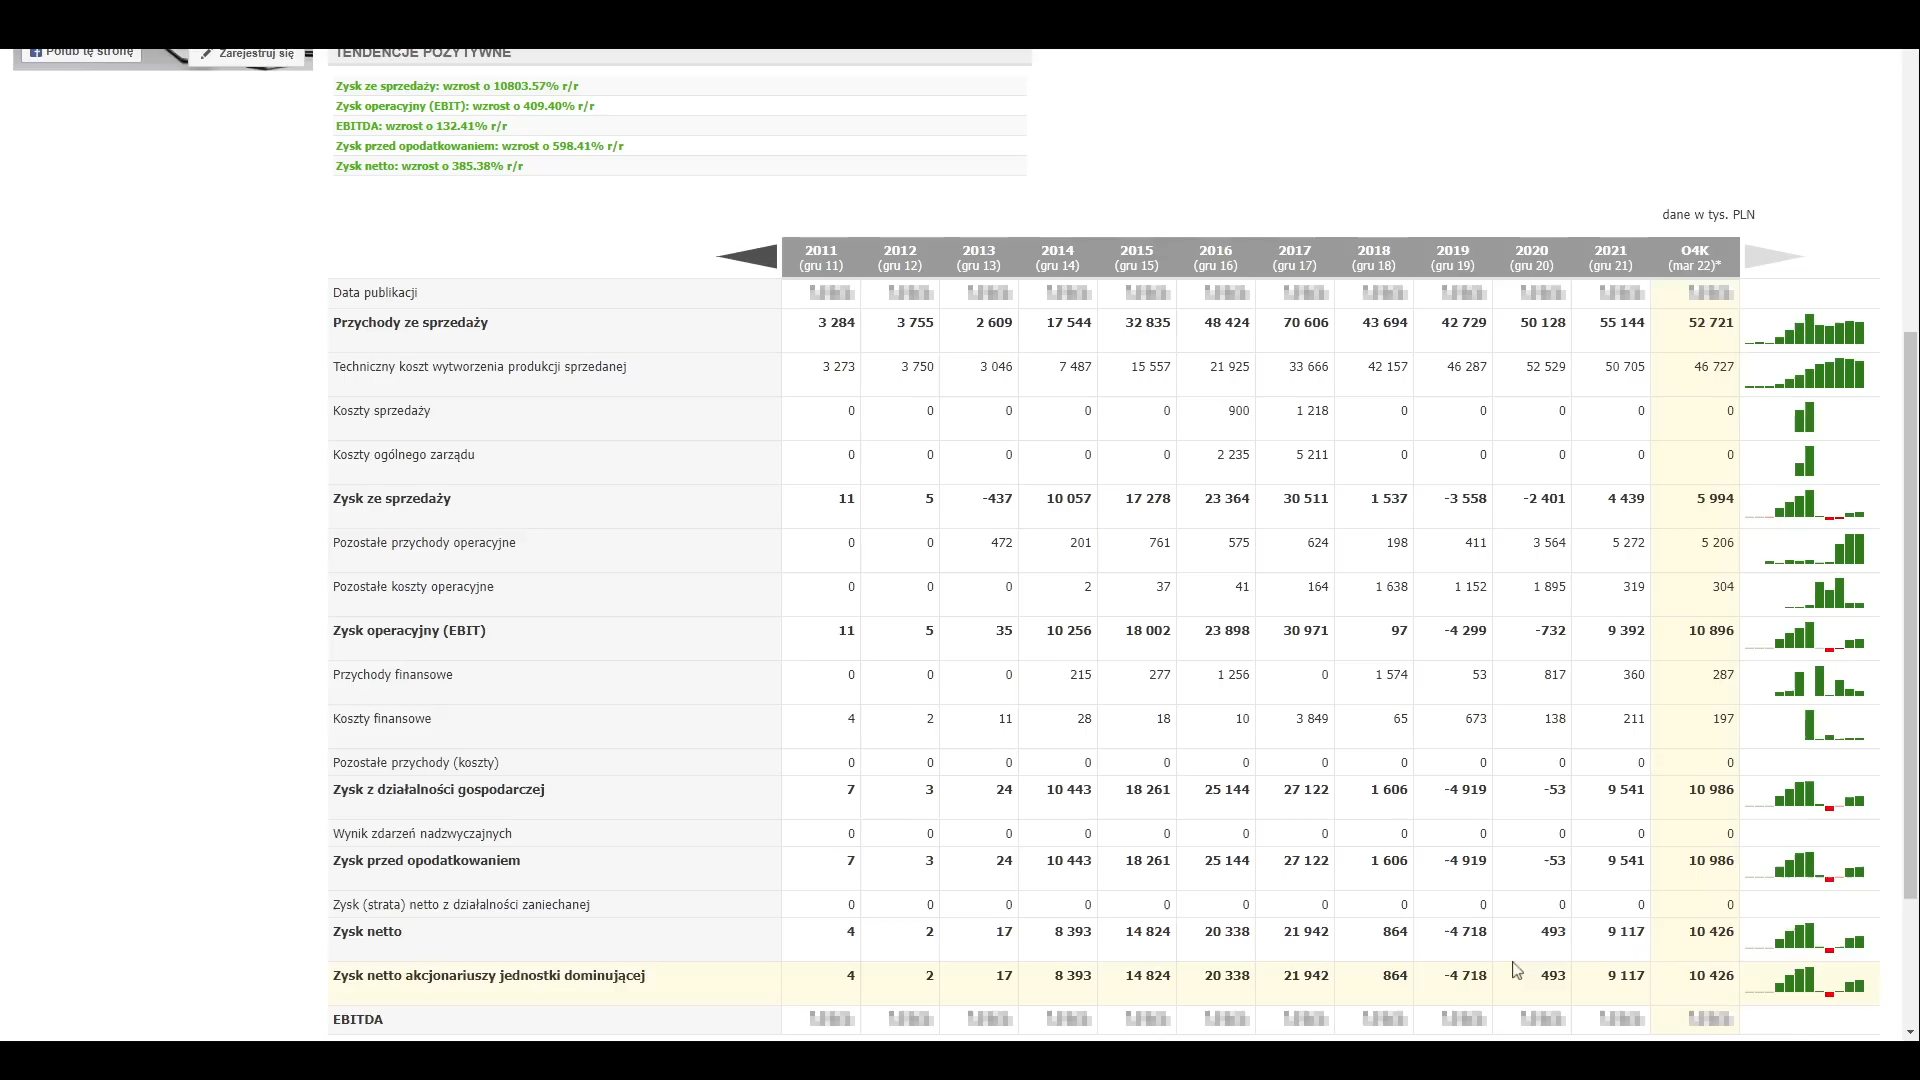 Polub tę stronę
Zarejestruj się
TENDENCJE POZYTYWNE
Zysk ze sprzedaży: wzrost o 10803.57% r/r
Zysk operacyjny (EBIT): wzrost o 409.40% r/r
EBITDA: wzrost o 132.41% r/r
Zysk przed opodatkowaniem: wzrost o 598.41% r/r
Zysk netto: wzrost o 385.38% r/r
dane w tys. PLN
2011 2012 2013 2014 2015 2016 2017 2018 2019 2020 2021 O4K
(gru 11) (gru 12) (gru 13) (gru 14) (gru 15) (gru 16) (gru 17) (gru 18) (gru 19) (gru 20) (gru 21) (mar 22)*
Data publikacji
Przychody ze sprzedaży 3 284 3 755 2 609 17 544 32 835 48 424 70 606 43 694 42 729 50 128 55 144 52 721
Techniczny koszt wytworzenia produkcji sprzedanej 3 273 3 750 3 046 7 487 15 557 21 925 33 666 42 157 46 287 52 529 50 705 46 727
Koszty sprzedaży 0 0 0 0 0 900 1 218 0 0 0 0 0
Koszty ogólnego zarządu 0 0 0 0 0 2 235 5 211 0 0 0 0 0
Zysk ze sprzedaży 11 5 -437 10 057 17 278 23 364 30 511 1 537 -3 558 -2 401 4 439 5 994
Pozostałe przychody operacyjne 0 0 472 201 761 575 624 198 411 3 564 5 272 5 206
Pozostałe koszty operacyjne 0 0 0 2 37 41 164 1 638 1 152 1 895 319 304
Zysk operacyjny (EBIT) 11 5 35 10 256 18 002 23 898 30 971 97 -4 299 -732 9 392 10 896
Przychody finansowe 0 0 0 215 277 1 256 0 1 574 53 817 360 287
Koszty finansowe 4 2 11 28 18 10 3 849 65 673 138 211 197
Pozostałe przychody (koszty) 0 0 0 0 0 0 0 0 0 0 0 0
Zysk z działalności gospodarczej 7 3 24 10 443 18 261 25 144 27 122 1 606 -4 919 -53 9 541 10 986
Wynik zdarzeń nadzwyczajnych 0 0 0 0 0 0 0 0 0 0 0 0
Zysk przed opodatkowaniem 7 3 24 10 443 18 261 25 144 27 122 1 606 -4 919 -53 9 541 10 986
Zysk (strata) netto z działalności zaniechanej 0 0 0 0 0 0 0 0 0 0 0 0
Zysk netto 4 2 17 8 393 14 824 20 338 21 942 864 -4 718 493 9 117 10 426
Zysk netto akcjonariuszy jednostki dominującej 4 2 17 8 393 14 824 20 338 21 942 864 -4 718 493 9 117 10 426
EBITDA